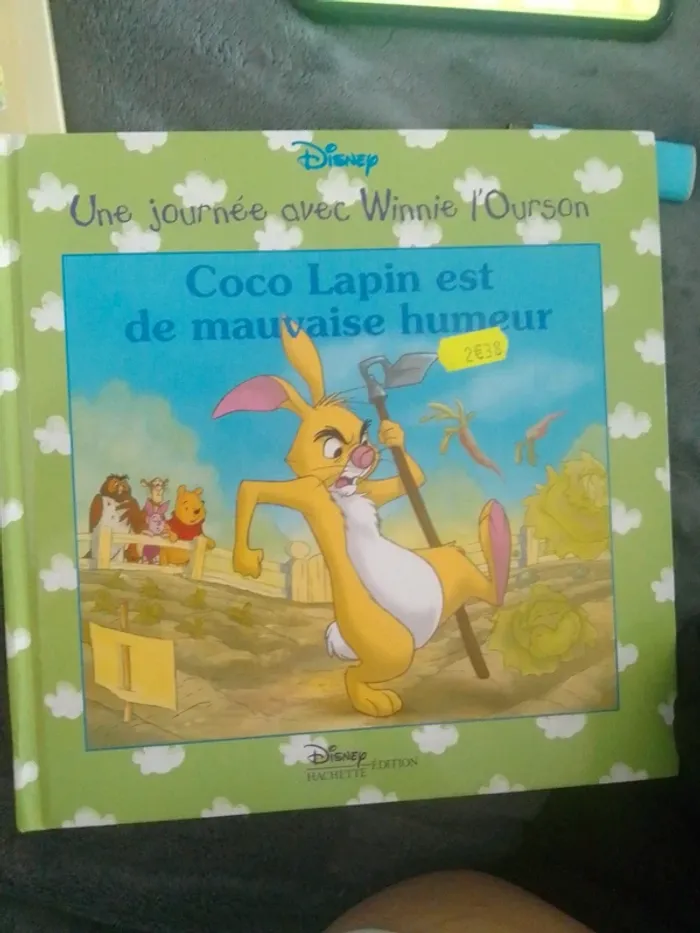 Disney
Une journée avec Winnie l'Ourson
Coco Lapin est
de mauvaise humeur
2€38
Disney
HACHETTE ÉDITION